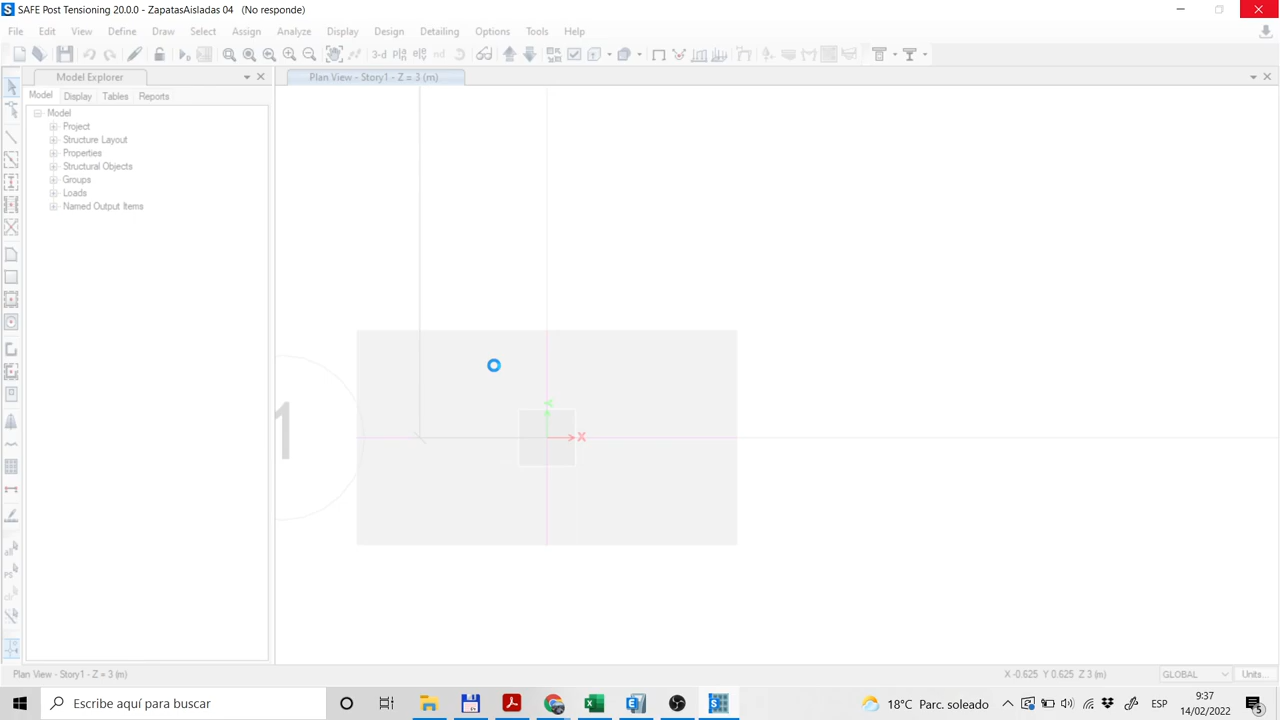 SAFE Post Tensioning 20.0.0 - ZapatasAisladas 04 (No responde)
File Edit View Define Draw Select Assign Analyze Display Design Detailing Options Tools Help
3-d
Model Explorer
Plan View - Story1 - Z = 3 (m)
Model Display Tables Reports
Model
Project
Structure Layout
Properties
Structural Objects
Groups
Loads
Named Output Items
1
X
Plan View - Story1 - Z = 3 (m)
X -0.625 Y 0.625 Z 3 (m)
GLOBAL
Units...
Escribe aquí para buscar
18°C Parc. soleado
ESP
9:37
14/02/2022
5